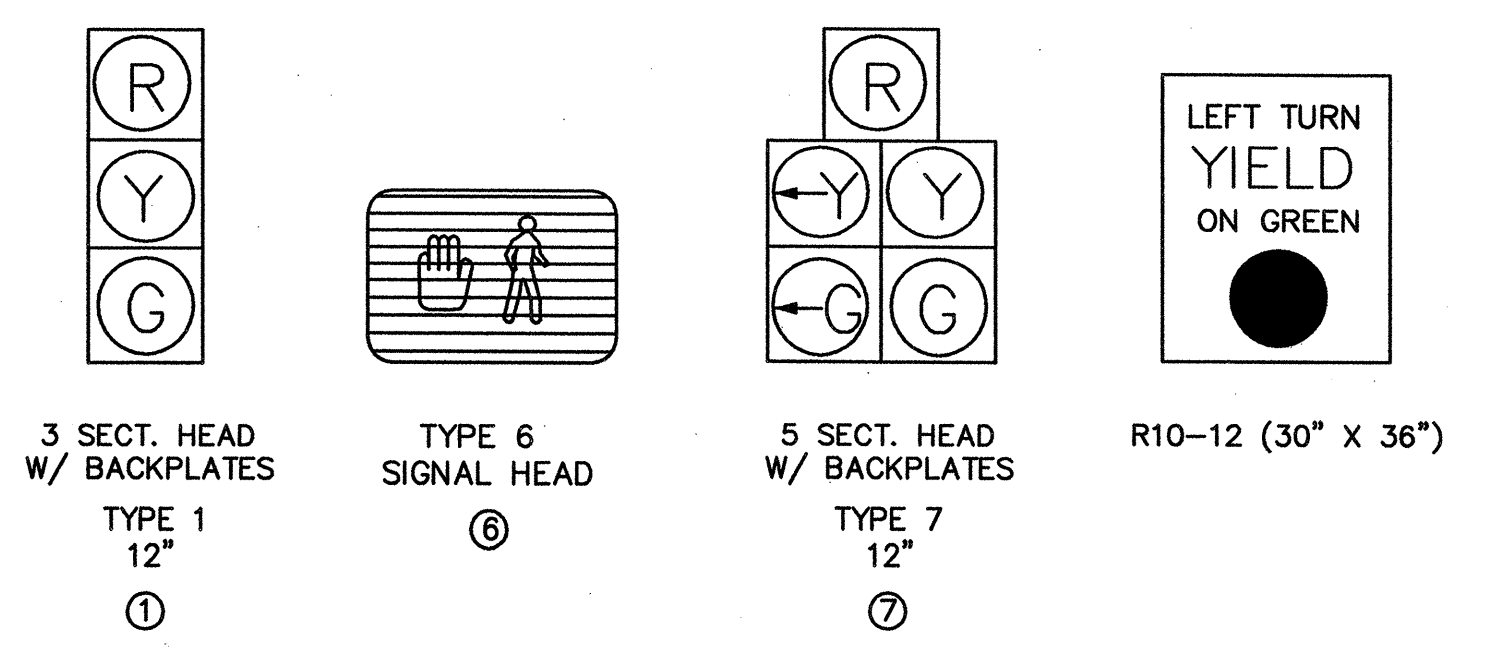 R
Y
G
3 SECT. HEAD
W/ BACKPLATES
TYPE 1
12”
1
TYPE 6
SIGNAL HEAD
6
R
Y Y
G G
5 SECT. HEAD
W/ BACKPLATES
TYPE 7
12”
7
LEFT TURN
YIELD
ON GREEN
R10–12 (30” X 36”)